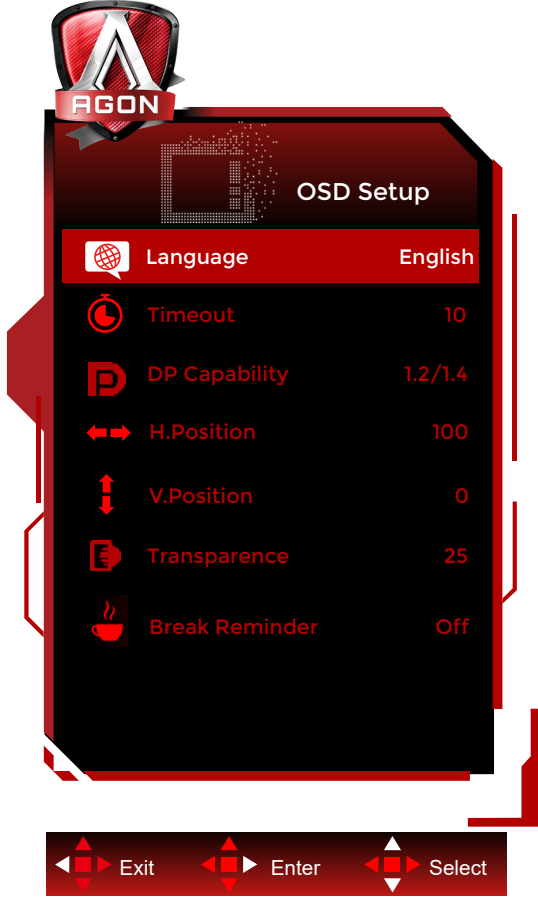 AGON
OSD Setup
Language English
Timeout 10
DP Capability 1.2/1.4
H.Position 100
V.Position 0
Transparence 25
Break Reminder Off
Exit Enter Select